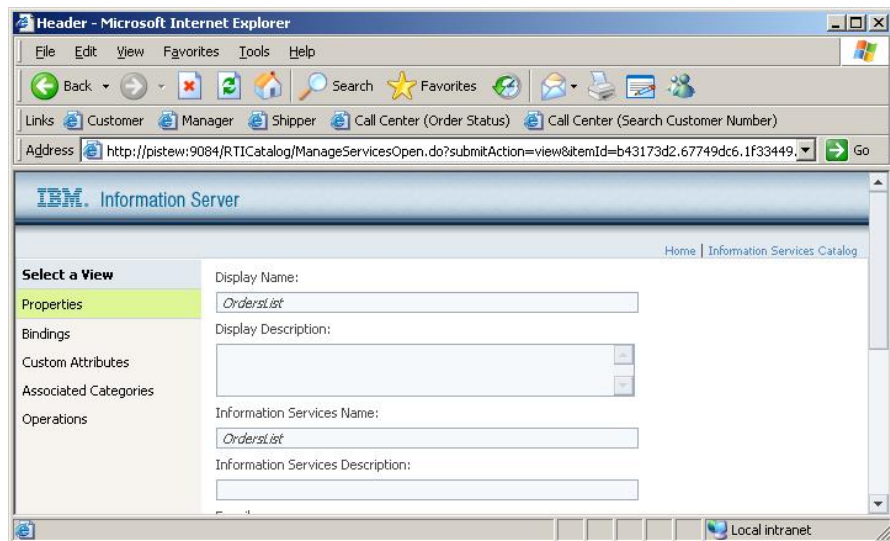 Header - Microsoft Internet Explorer
File Edit View Favorites Tools Help
Back Search Favorites
Links Customer Manager Shipper Call Center (Order Status) Call Center (Search Customer Number)
Address http://pistew:9084/RTICatalog/ManageServicesOpen.do?submitAction=view&itemId=b43173d2.67749dc6.1f33449. Go
IBM. Information Server
Home | Information Services Catalog
Select a View
Properties
Bindings
Custom Attributes
Associated Categories
Operations
Display Name:
OrdersList
Display Description:
Information Services Name:
OrdersList
Information Services Description:
Local intranet